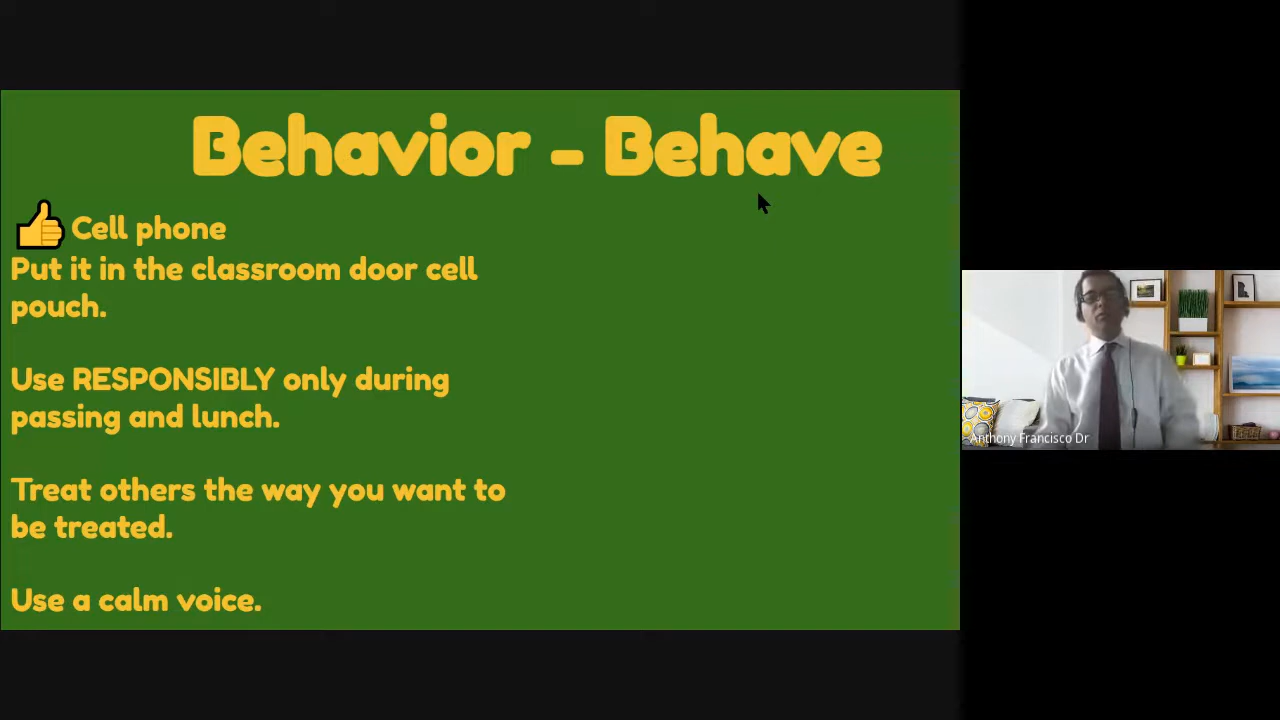 Behavior - Behave
Cell phone
Put it in the classroom door cell
pouch.
Use RESPONSIBLY only during
passing and lunch.
Treat others the way you want to
be treated.
Use a calm voice.
Anthony Francisco Dr